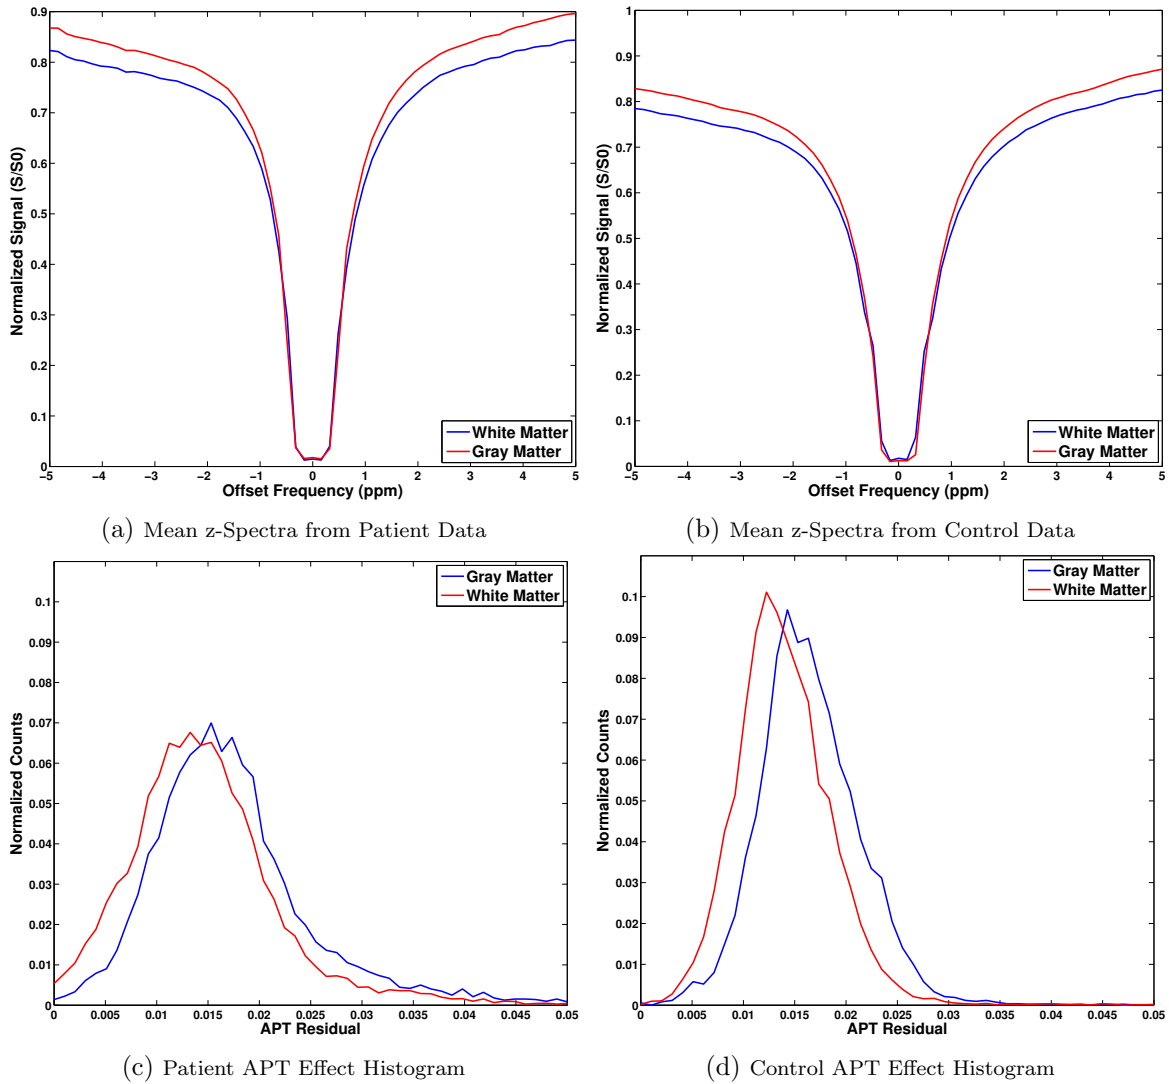 0.9
0.8
0.7
0.6
0.5
0.4
0.3
0.2
0.1
0
Normalized Signal (S/S0)
−5 −4 −3 −2 −1 0 1 2 3 4 5
Offset Frequency (ppm)
White Matter
Gray Matter
(a) Mean z-Spectra from Patient Data
1
0.9
0.8
0.7
0.6
0.5
0.4
0.3
0.2
0.1
0
Normalized Signal (S/S0)
−5 −4 −3 −2 −1 0 1 2 3 4 5
Offset Frequency (ppm)
White Matter
Gray Matter
(b) Mean z-Spectra from Control Data
0.1
0.09
0.08
0.07
0.06
0.05
0.04
0.03
0.02
0.01
0
Normalized Counts
0 0.005 0.01 0.015 0.02 0.025 0.03 0.035 0.04 0.045 0.05
APT Residual
Gray Matter
White Matter
(c) Patient APT Effect Histogram
0.1
0.09
0.08
0.07
0.06
0.05
0.04
0.03
0.02
0.01
0
Normalized Counts
0 0.005 0.01 0.015 0.02 0.025 0.03 0.035 0.04 0.045 0.05
APT Residual
Gray Matter
White Matter
(d) Control APT Effect Histogram